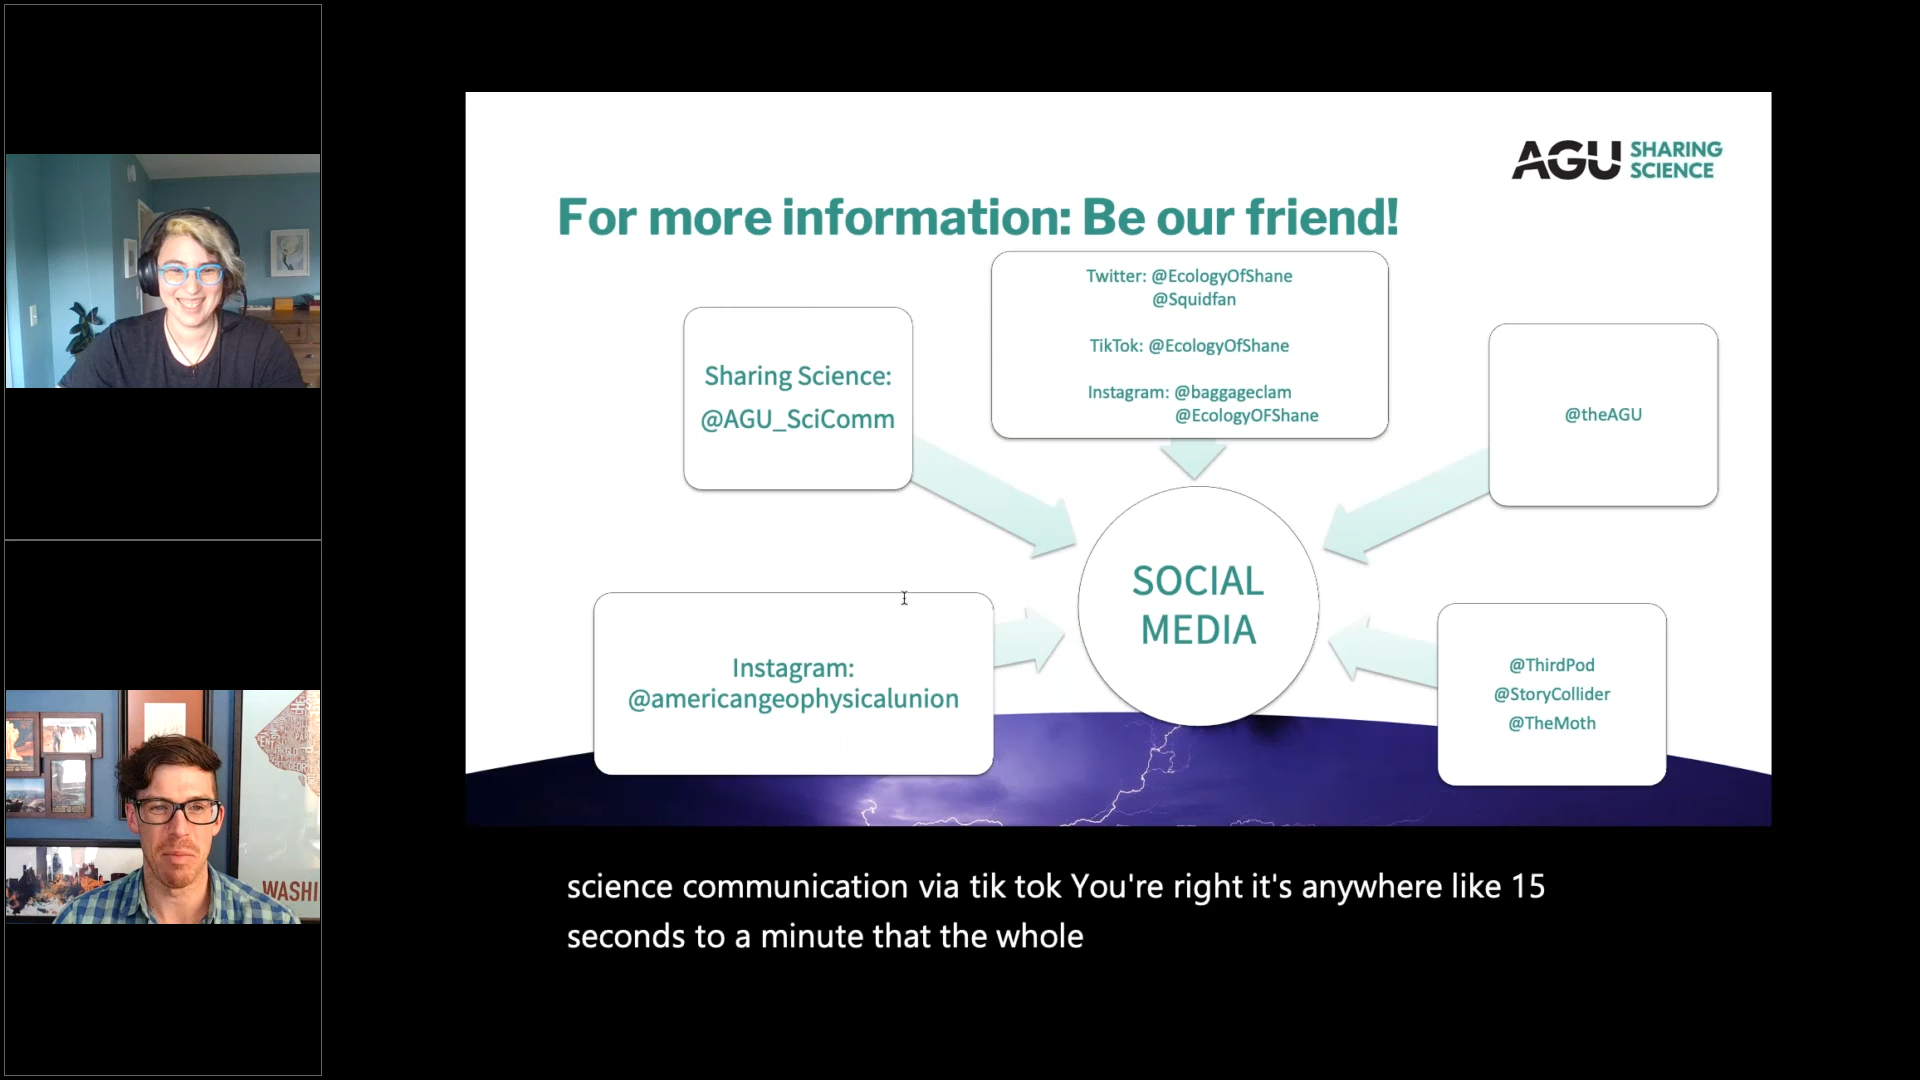 AGU SHARING
SCIENCE
For more information: Be our friend!
Sharing Science:
@AGU_SciComm
Twitter: @EcologyOfShane
@Squidfan
TikTok: @EcologyOfShane
Instagram: @baggageclam
@EcologyOFShane
@theAGU
SOCIAL
MEDIA
Instagram:
@americangeophysicalunion
@ThirdPod
@StoryCollider
@TheMoth
WASHI
science communication via tik tok You're right it's anywhere like 15
seconds to a minute that the whole